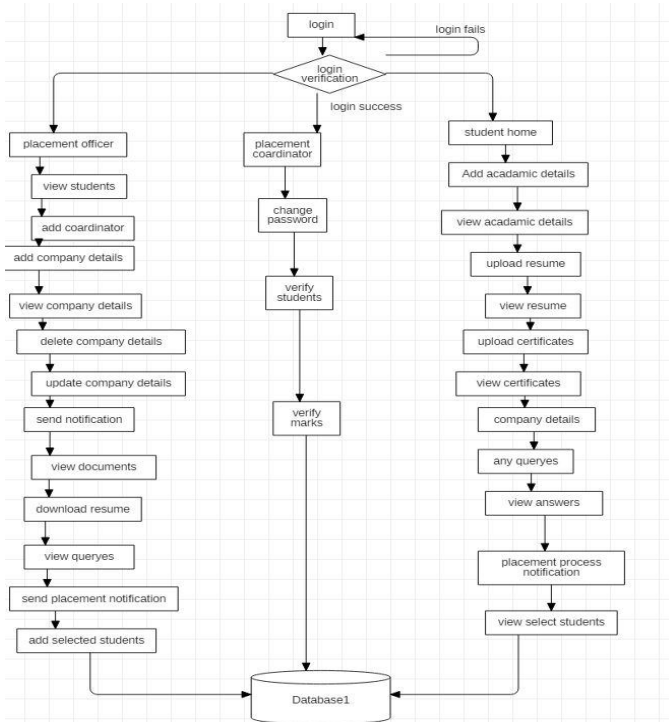 login
login fails
login
verification
login success
placement officer
view students
add coardinator
add company details
view company details
delete company details
update company details
send notification
view documents
download resume
view queryes
send placement notification
add selected students
placement
coardinator
change
password
verify
students
verify
marks
student home
Add acadamic details
view acadamic details
upload resume
view resume
upload certificates
view certificates
company details
any queryes
view answers
placement process
notification
view select students
Database1